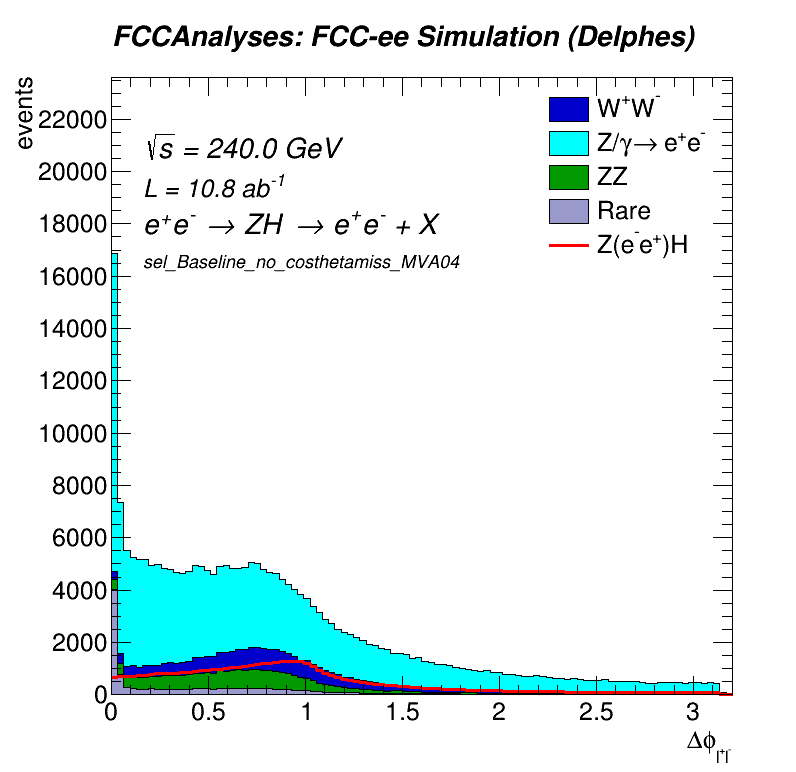 FCCAnalyses: FCC-ee Simulation (Delphes)
events
22000
20000
18000
16000
14000
12000
10000
8000
6000
4000
2000
0
√s = 240.0 GeV
L = 10.8 ab⁻¹
e⁺e⁻ → ZH → e⁺e⁻ + X
sel_Baseline_no_costhetamiss_MVA04
W⁺W⁻
Z/γ→ e⁺e⁻
ZZ
Rare
Z(e⁻e⁺)H
0 0.5 1 1.5 2 2.5 3
Δϕ_{l⁺l⁻}